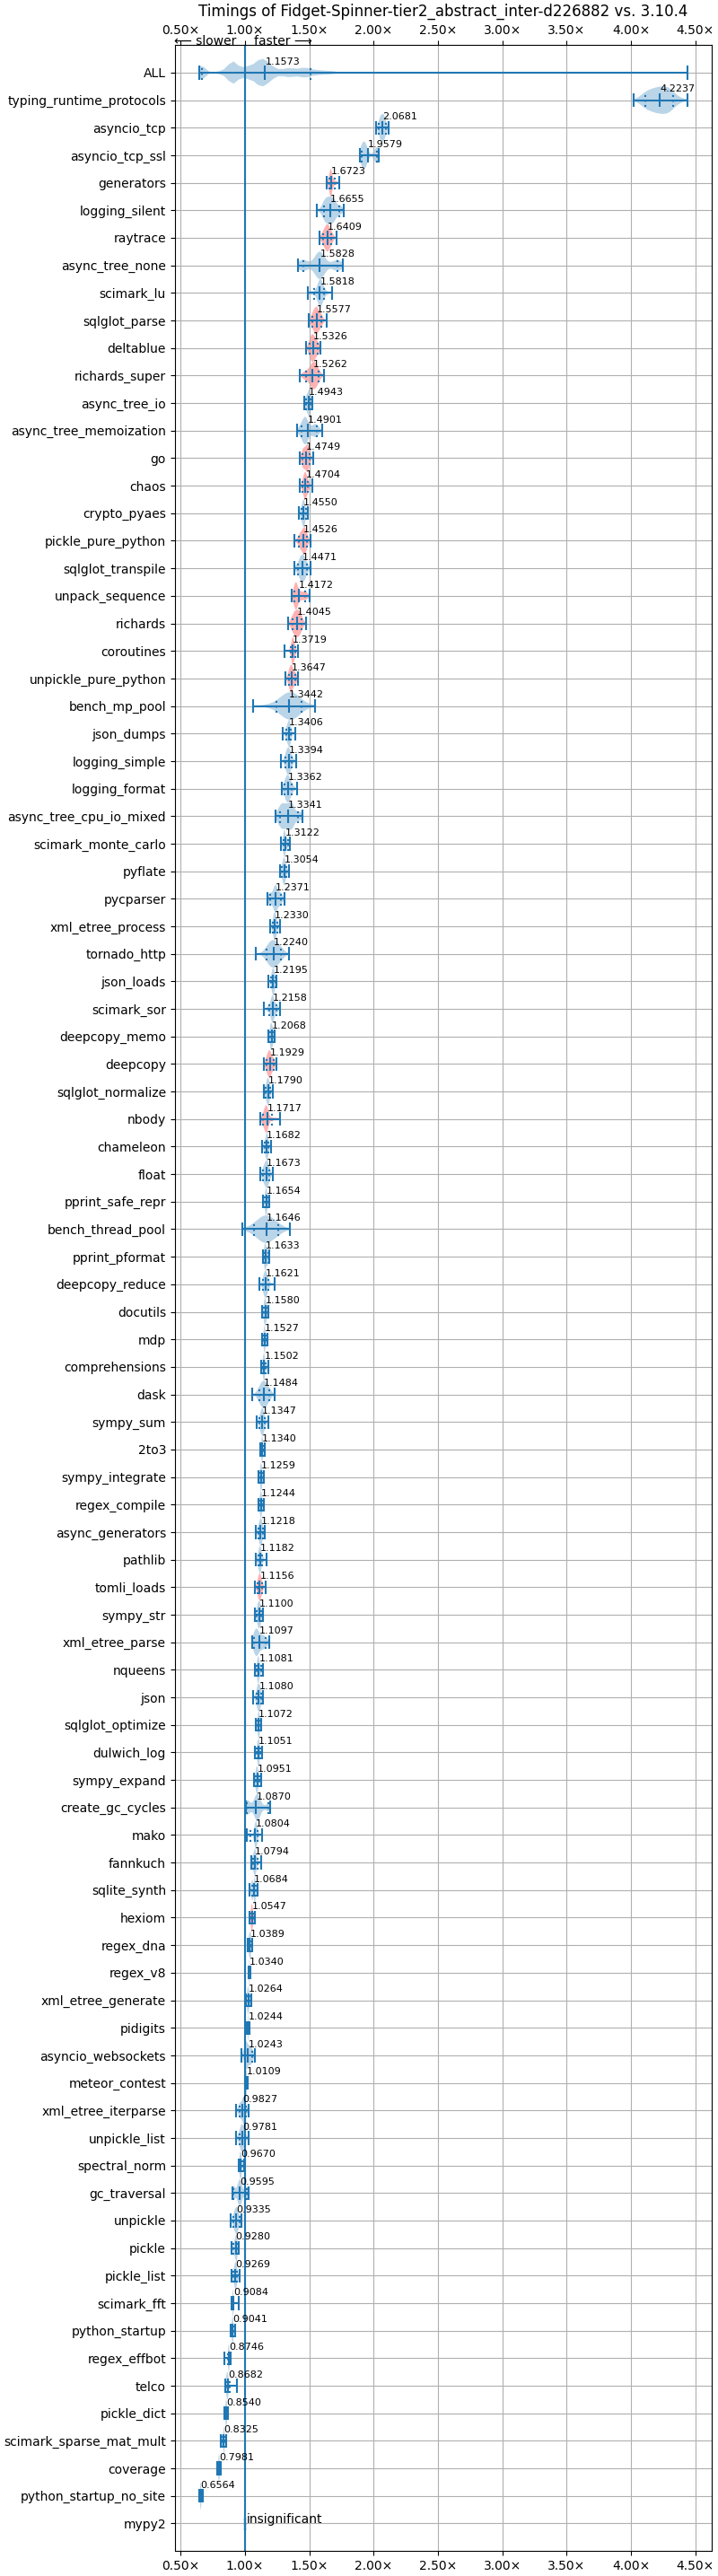 Timings of Fidget-Spinner-tier2_abstract_inter-d226882 vs. 3.10.4
0.50× 1.00× 1.50× 2.00× 2.50× 3.00× 3.50× 4.00× 4.50×
⟵ slower faster ⟶
ALL 1.1573
typing_runtime_protocols 4.2237
asyncio_tcp 2.0681
asyncio_tcp_ssl 1.9579
generators 1.6723
logging_silent 1.6655
raytrace 1.6409
async_tree_none 1.5828
scimark_lu 1.5818
sqlglot_parse 1.5577
deltablue 1.5326
richards_super 1.5262
async_tree_io 1.4943
async_tree_memoization 1.4901
go 1.4749
chaos 1.4704
crypto_pyaes 1.4550
pickle_pure_python 1.4526
sqlglot_transpile 1.4471
unpack_sequence 1.4172
richards 1.4045
coroutines 1.3719
unpickle_pure_python 1.3647
bench_mp_pool 1.3442
json_dumps 1.3406
logging_simple 1.3394
logging_format 1.3362
async_tree_cpu_io_mixed 1.3341
scimark_monte_carlo 1.3122
pyflate 1.3054
pycparser 1.2371
xml_etree_process 1.2330
tornado_http 1.2240
json_loads 1.2195
scimark_sor 1.2158
deepcopy_memo 1.2068
deepcopy 1.1929
sqlglot_normalize 1.1790
nbody 1.1717
chameleon 1.1682
float 1.1673
pprint_safe_repr 1.1654
bench_thread_pool 1.1646
pprint_pformat 1.1633
deepcopy_reduce 1.1621
docutils 1.1580
mdp 1.1527
comprehensions 1.1502
dask 1.1484
sympy_sum 1.1347
2to3 1.1340
sympy_integrate 1.1259
regex_compile 1.1244
async_generators 1.1218
pathlib 1.1182
tomli_loads 1.1156
sympy_str 1.1100
xml_etree_parse 1.1097
nqueens 1.1081
json 1.1080
sqlglot_optimize 1.1072
dulwich_log 1.1051
sympy_expand 1.0951
create_gc_cycles 1.0870
mako 1.0804
fannkuch 1.0794
sqlite_synth 1.0684
hexiom 1.0547
regex_dna 1.0389
regex_v8 1.0340
xml_etree_generate 1.0264
pidigits 1.0244
asyncio_websockets 1.0243
meteor_contest 1.0109
xml_etree_iterparse 0.9827
unpickle_list 0.9781
spectral_norm 0.9670
gc_traversal 0.9595
unpickle 0.9335
pickle 0.9280
pickle_list 0.9269
scimark_fft 0.9084
python_startup 0.9041
regex_effbot 0.8746
telco 0.8682
pickle_dict 0.8540
scimark_sparse_mat_mult 0.8325
coverage 0.7981
python_startup_no_site 0.6564
mypy2 insignificant
0.50× 1.00× 1.50× 2.00× 2.50× 3.00× 3.50× 4.00× 4.50×